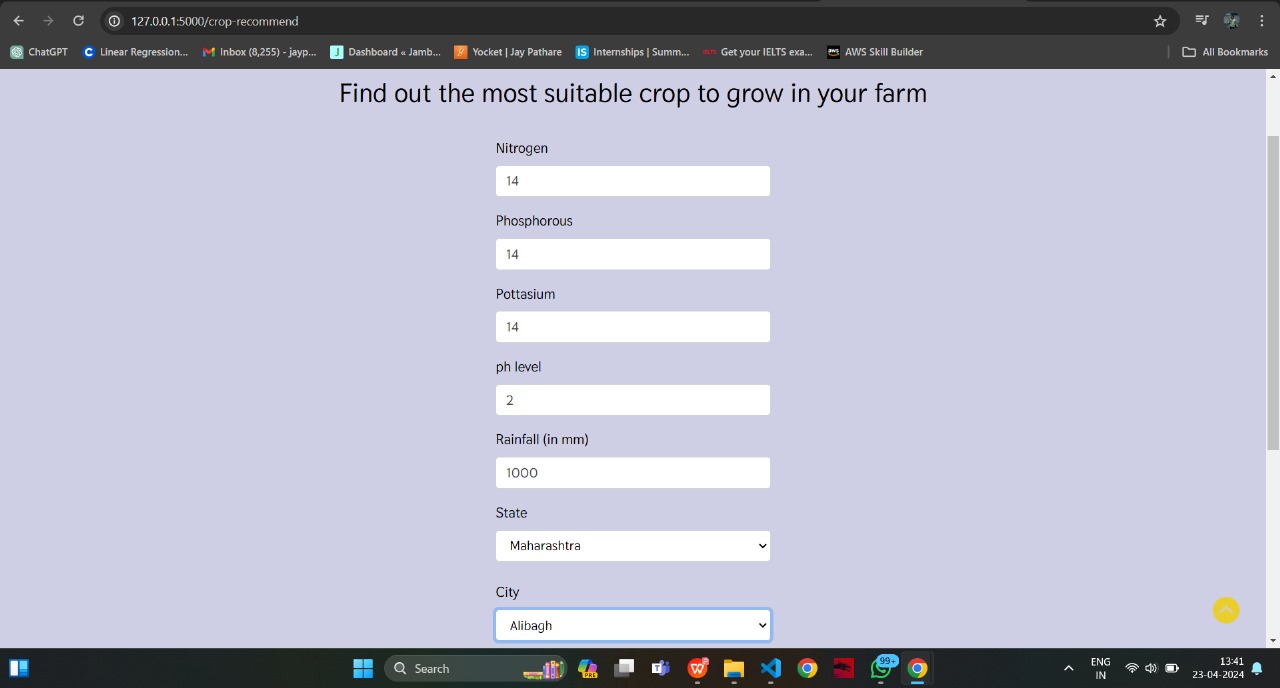 127.0.0.1:5000/crop-recommend
ChatGPT Linear Regression... Inbox (8,255) - jayp... Dashboard « Jamb... Yocket | Jay Pathare Internships | Summ... Get your IELTS exa... AWS Skill Builder All Bookmarks
Find out the most suitable crop to grow in your farm
Nitrogen
14
Phosphorous
14
Pottasium
14
ph level
2
Rainfall (in mm)
1000
State
Maharashtra
City
Alibagh
Search
PRE
99+
ENG
IN
13:41
23-04-2024